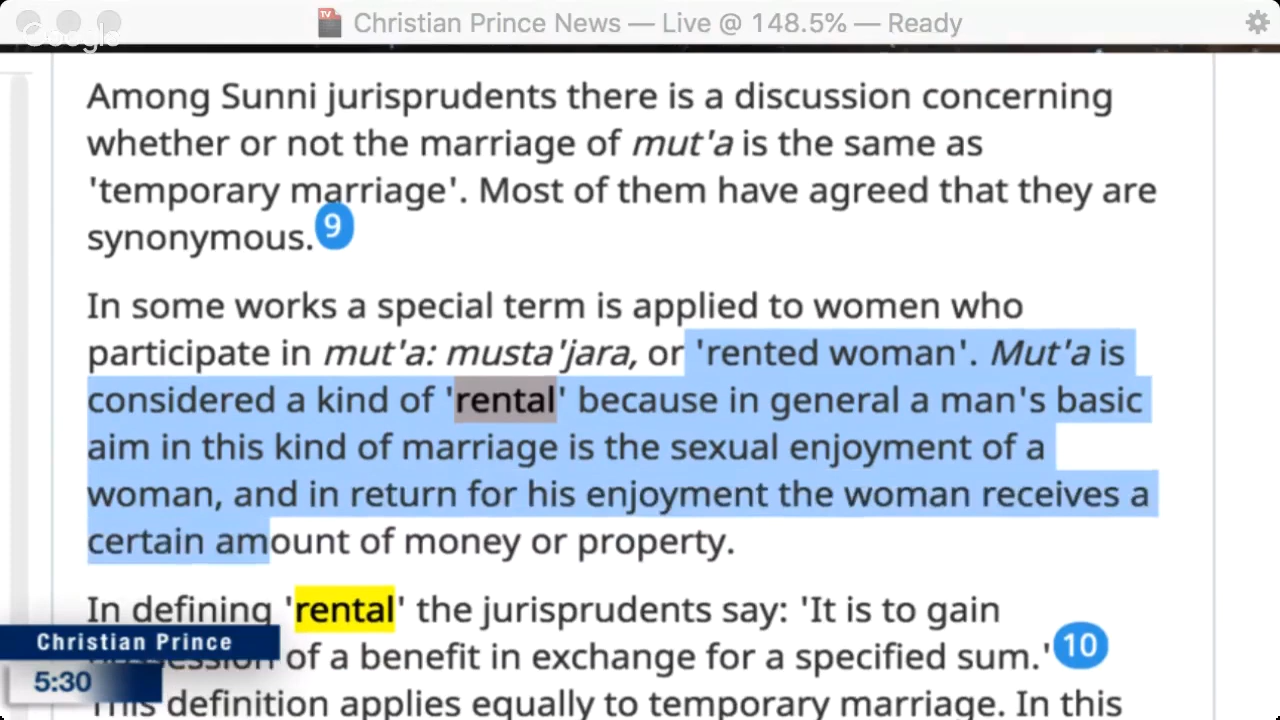 Christian Prince News — Live @ 148.5% — Ready
Google
Among Sunni jurisprudents there is a discussion concerning
whether or not the marriage of mut'a is the same as
'temporary marriage'. Most of them have agreed that they are
synonymous. 9
In some works a special term is applied to women who
participate in mut'a: musta'jara, or 'rented woman'. Mut'a is
considered a kind of 'rental' because in general a man's basic
aim in this kind of marriage is the sexual enjoyment of a
woman, and in return for his enjoyment the woman receives a
certain amount of money or property.
In defining 'rental' the jurisprudents say: 'It is to gain
possession of a benefit in exchange for a specified sum.' 10
This definition applies equally to temporary marriage. In this
Christian Prince
5:30